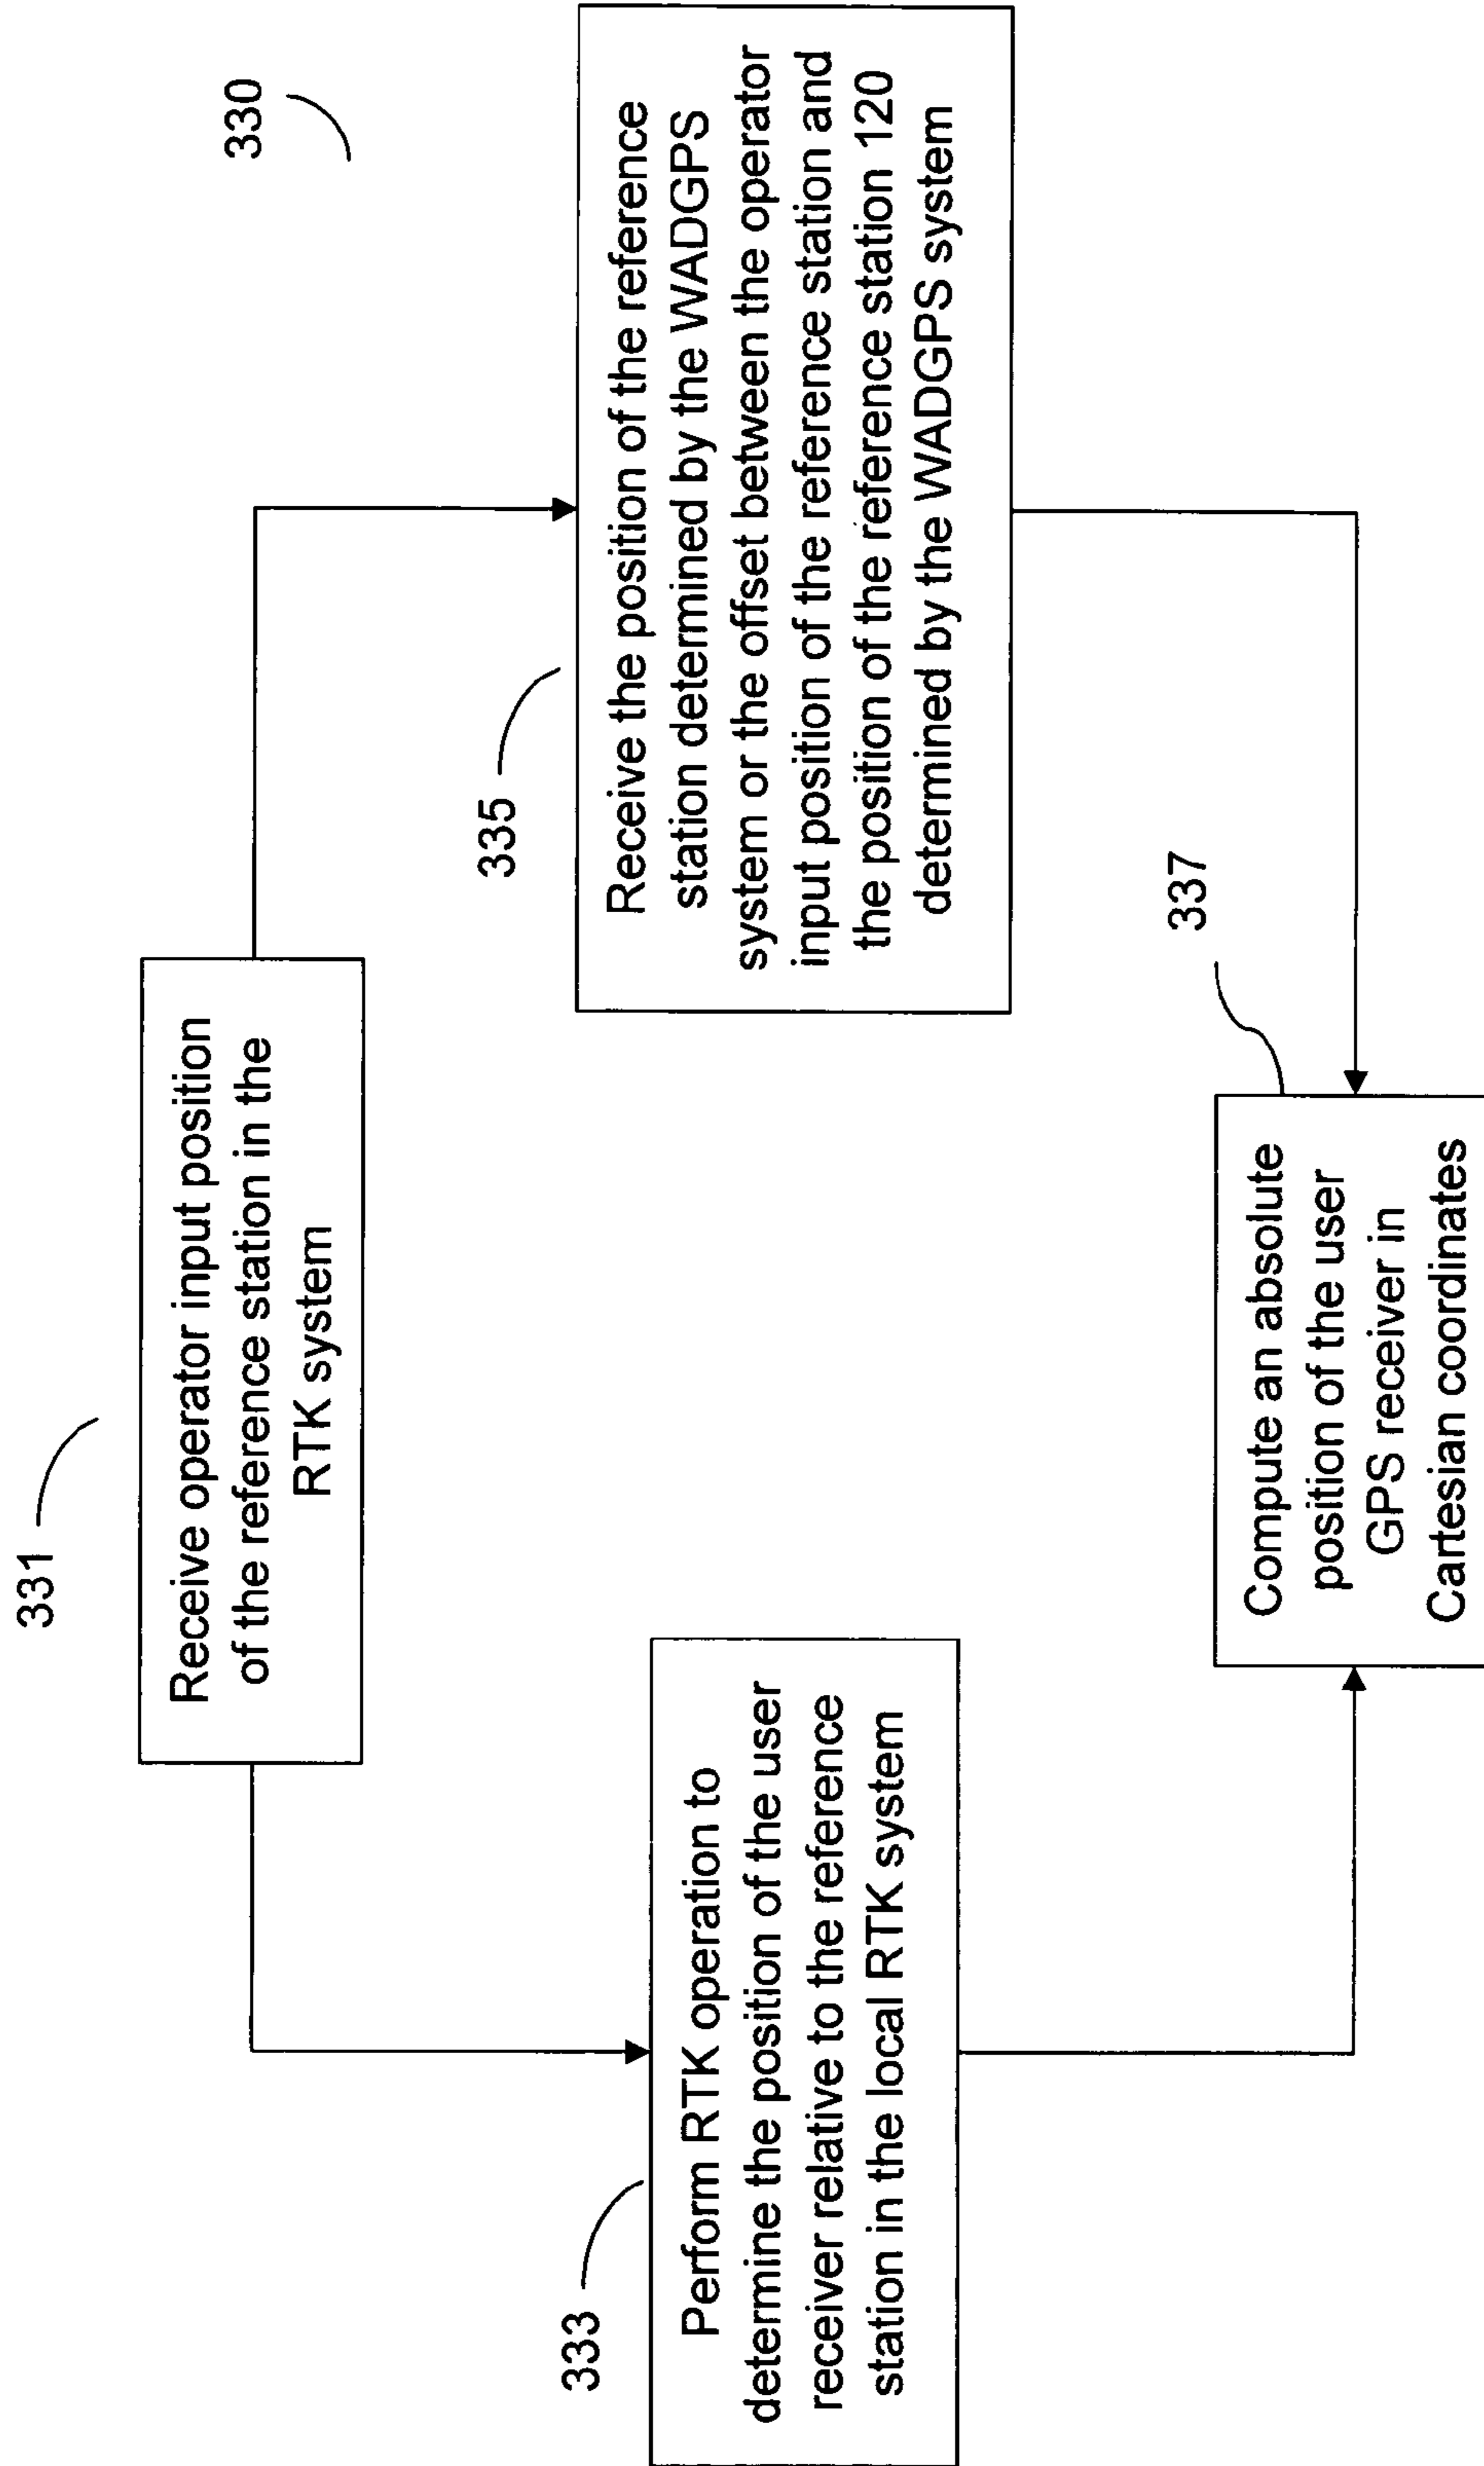 330
331
Receive operator input position
of the reference station in the
RTK system
333
Perform RTK operation to
determine the position of the user
receiver relative to the reference
station in the local RTK system
335
Receive the position of the reference
station determined by the WADGPS
system or the offset between the operator
input position of the reference station and
the position of the reference station 120
determined by the WADGPS system
337
Compute an absolute
position of the user
GPS receiver in
Cartesian coordinates